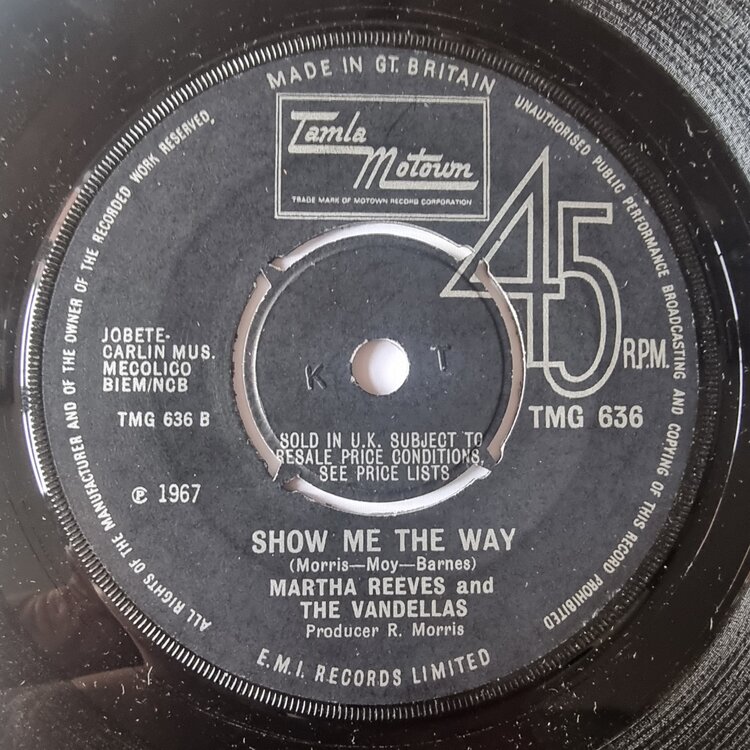 MADE IN GT. BRITAIN
UNAUTHORISED PUBLIC PERFORMANCE BROADCASTING AND COPYING OF THIS RECORD PROHIBITED
ALL RIGHTS OF THE MANUFACTURER AND OF THE OWNER OF THE RECORDED WORK RESERVED.
Tamla
Motown
TRADE MARK OF MOTOWN RECORD CORPORATION
45
R.P.M.
JOBETE-
CARLIN MUS.
MECOLICO
BIEM/NCB
TMG 636 B
TMG 636
K T
SOLD IN U.K. SUBJECT TO
RESALE PRICE CONDITIONS,
SEE PRICE LISTS
℗ 1967
SHOW ME THE WAY
(Morris—Moy—Barnes)
MARTHA REEVES and
THE VANDELLAS
Producer R. Morris
E.M.I. RECORDS LIMITED